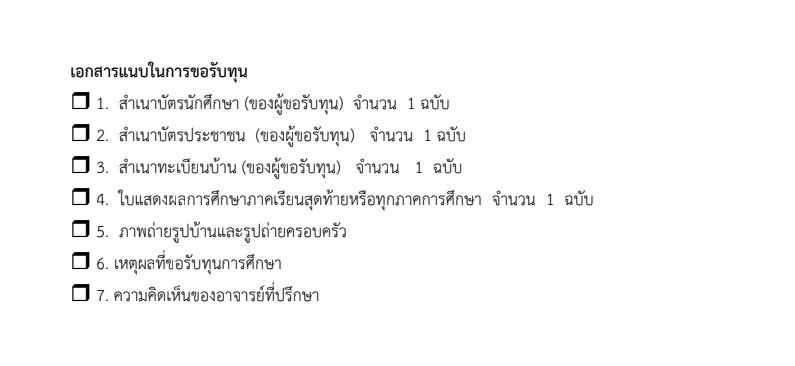 เอกสารแนบในการขอรับทุน
❒ 1. สำเนาบัตรนักศึกษา (ของผู้ขอรับทุน) จำนวน 1 ฉบับ
❒ 2. สำเนาบัตรประชาชน (ของผู้ขอรับทุน) จำนวน 1 ฉบับ
❒ 3. สำเนาทะเบียนบ้าน (ของผู้ขอรับทุน) จำนวน 1 ฉบับ
❒ 4. ใบแสดงผลการศึกษาภาคเรียนสุดท้ายหรือทุกภาคการศึกษา จำนวน 1 ฉบับ
❒ 5. ภาพถ่ายรูปบ้านและรูปถ่ายครอบครัว
❒ 6. เหตุผลที่ขอรับทุนการศึกษา
❒ 7. ความคิดเห็นของอาจารย์ที่ปรึกษา